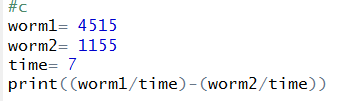 #c
worm1= 4515
worm2= 1155
time= 7
print((worm1/time)-(worm2/time))